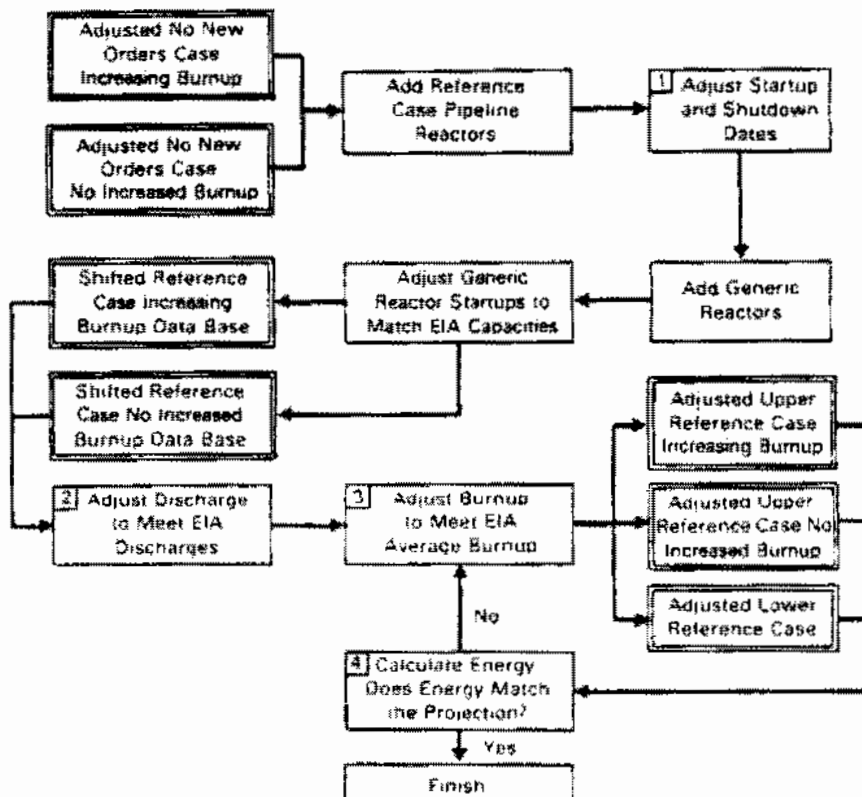 Adjusted No New
Orders Case
Increasing Burnup
Adjusted No New
Orders Case
No Increased Burnup
Add Reference
Case Pipeline
Reactors
1 Adjust Startup
and Shutdown
Dates
Shifted Reference
Case Increasing
Burnup Data Base
Adjust Generic
Reactor Startups to
Match EIA Capacities
Add Generic
Reactors
Shifted Reference
Case No Increased
Burnup Data Base
2 Adjust Discharge
to Meet EIA
Discharges
3 Adjust Burnup
to Meet EIA
Average Burnup
Adjusted Upper
Reference Case
Increasing Burnup
Adjusted Upper
Reference Case No
Increased Burnup
Adjusted Lower
Reference Case
No
4 Calculate Energy
Does Energy Match
the Projection?
Yes
Finish